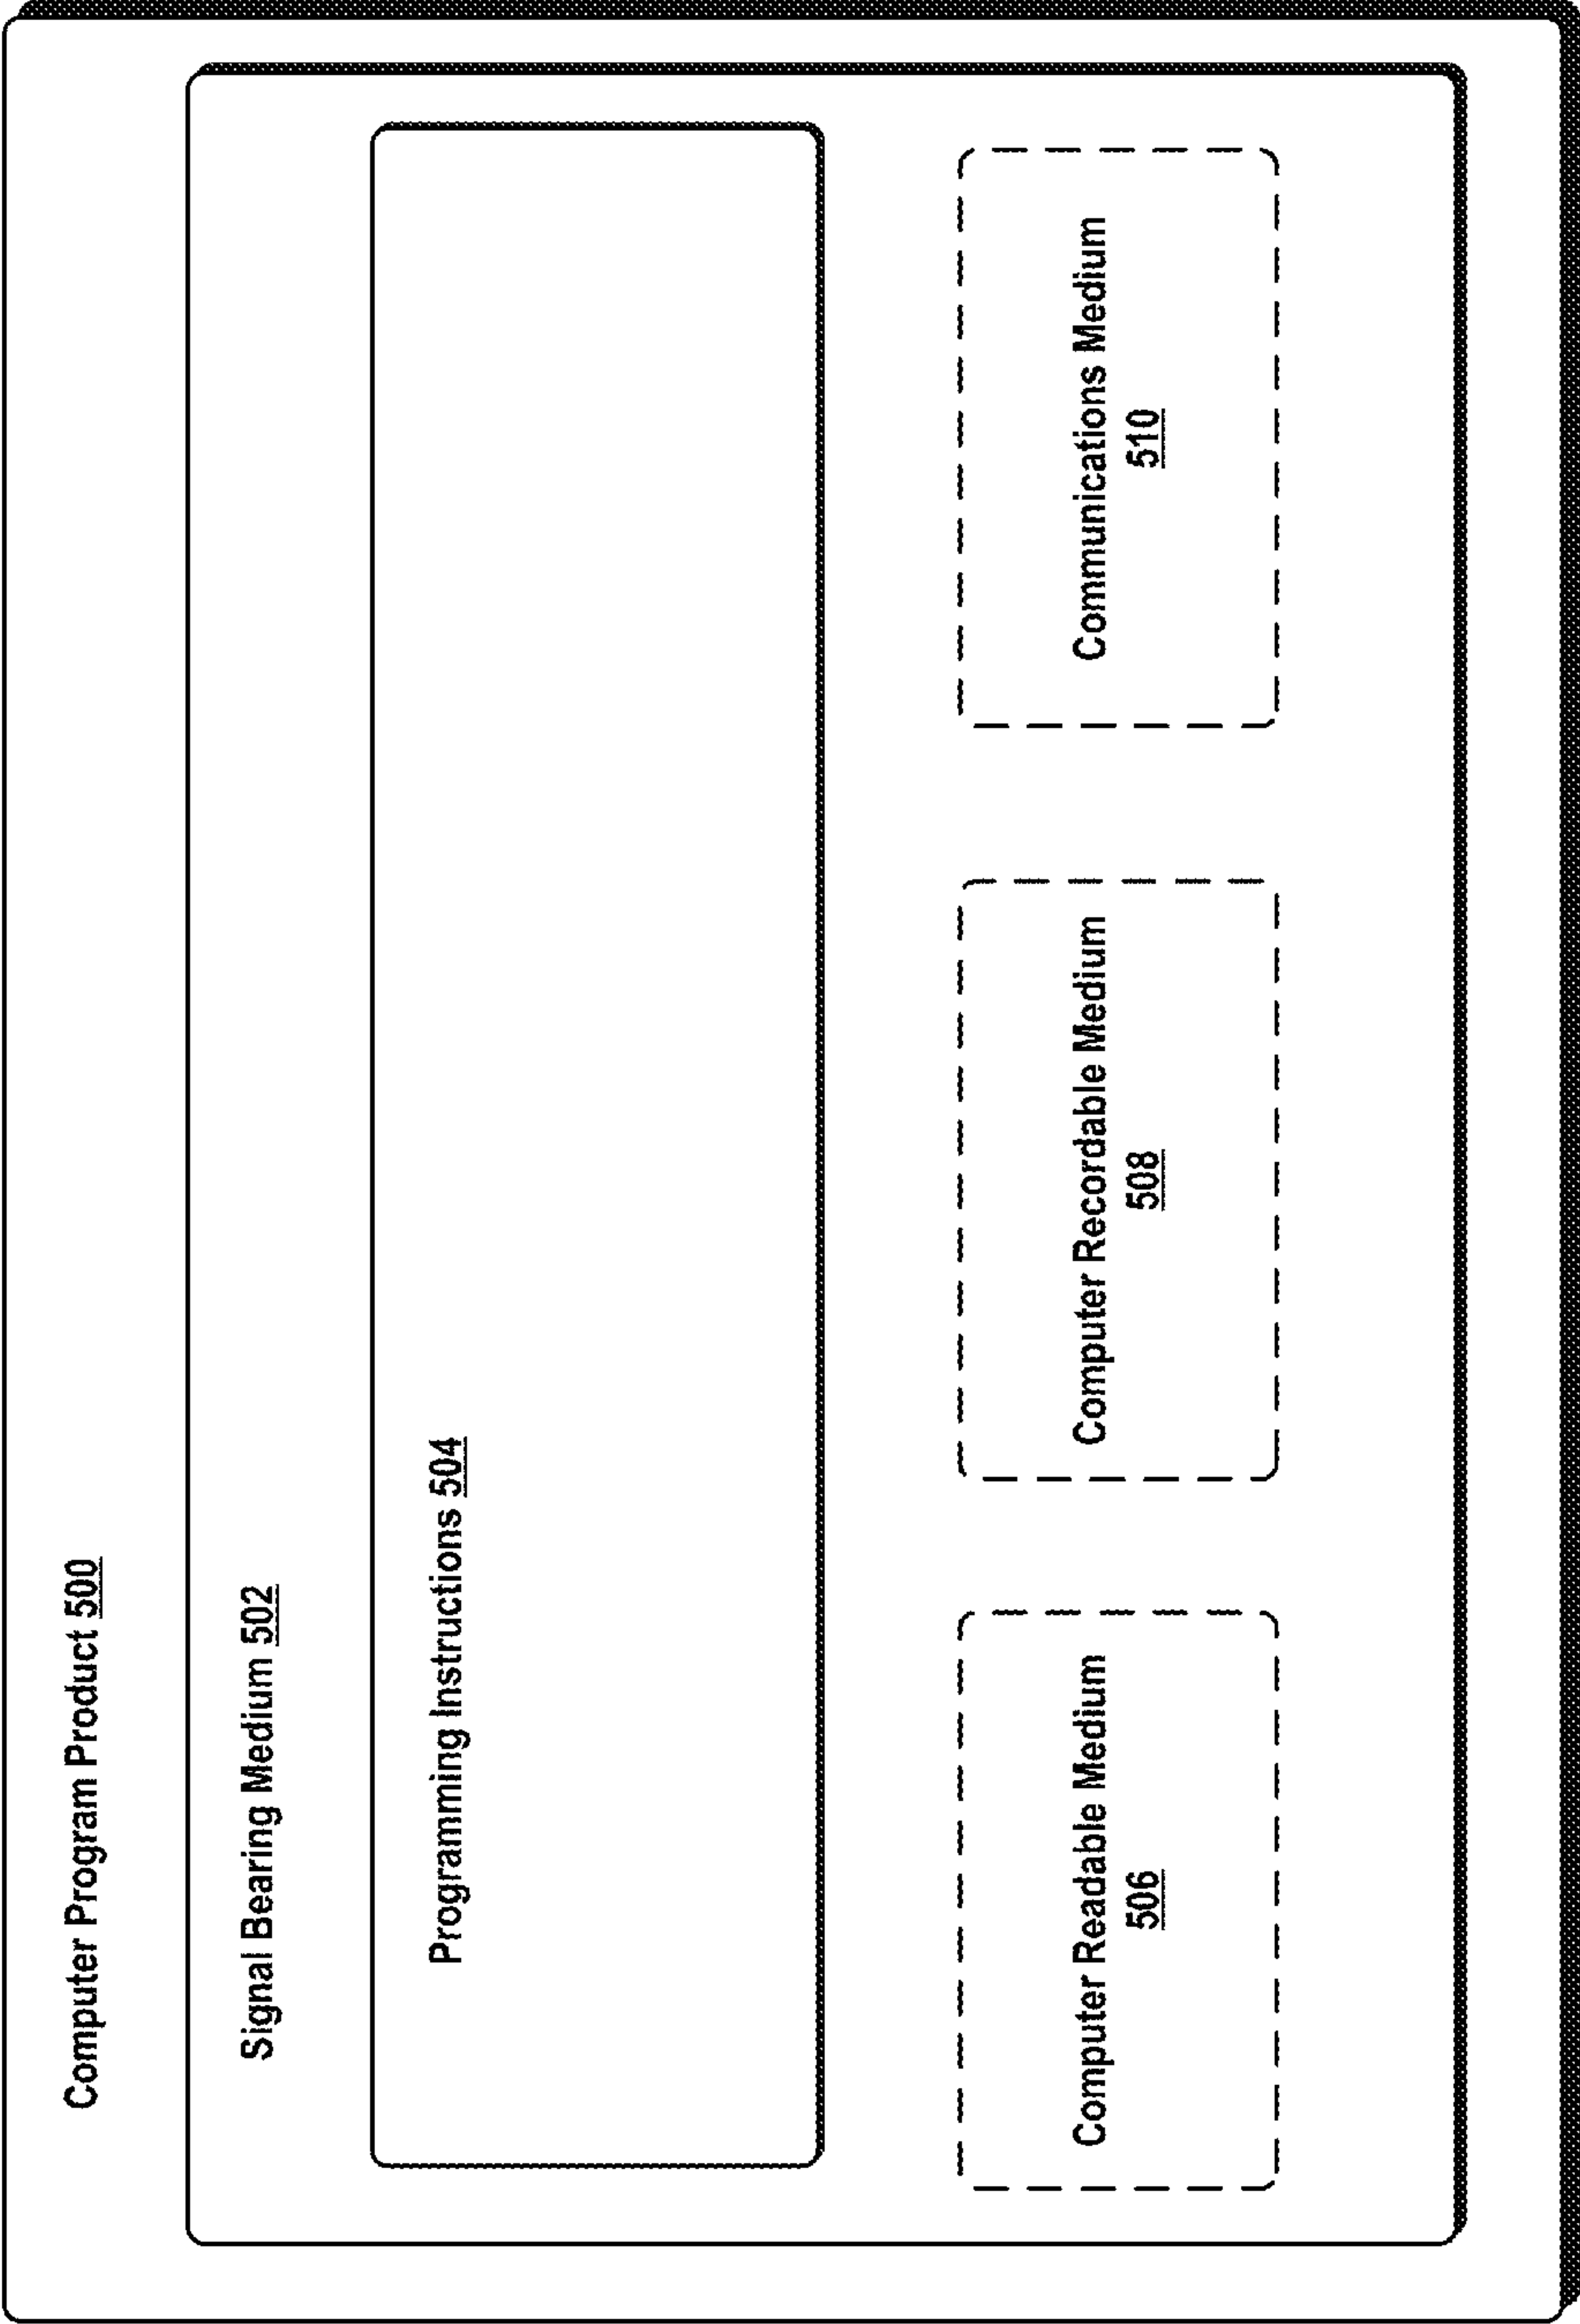 Computer Program Product 500
Signal Bearing Medium 502
Programming Instructions 504
Computer Readable Medium
506
Computer Recordable Medium
508
Communications Medium
510